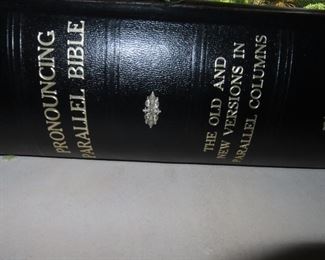 PRONOUNCING
PARALLEL BIBLE
THE OLD AND
NEW VERSIONS IN
PARALLEL COLUMNS